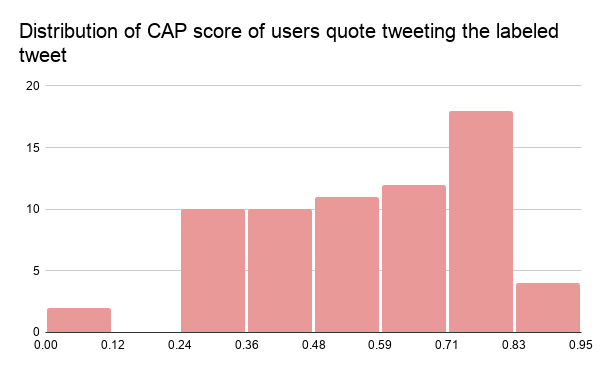 Distribution of CAP score of users quote tweeting the labeled
tweet
20
15
10
5
0
0.00 0.12 0.24 0.36 0.48 0.59 0.71 0.83 0.95